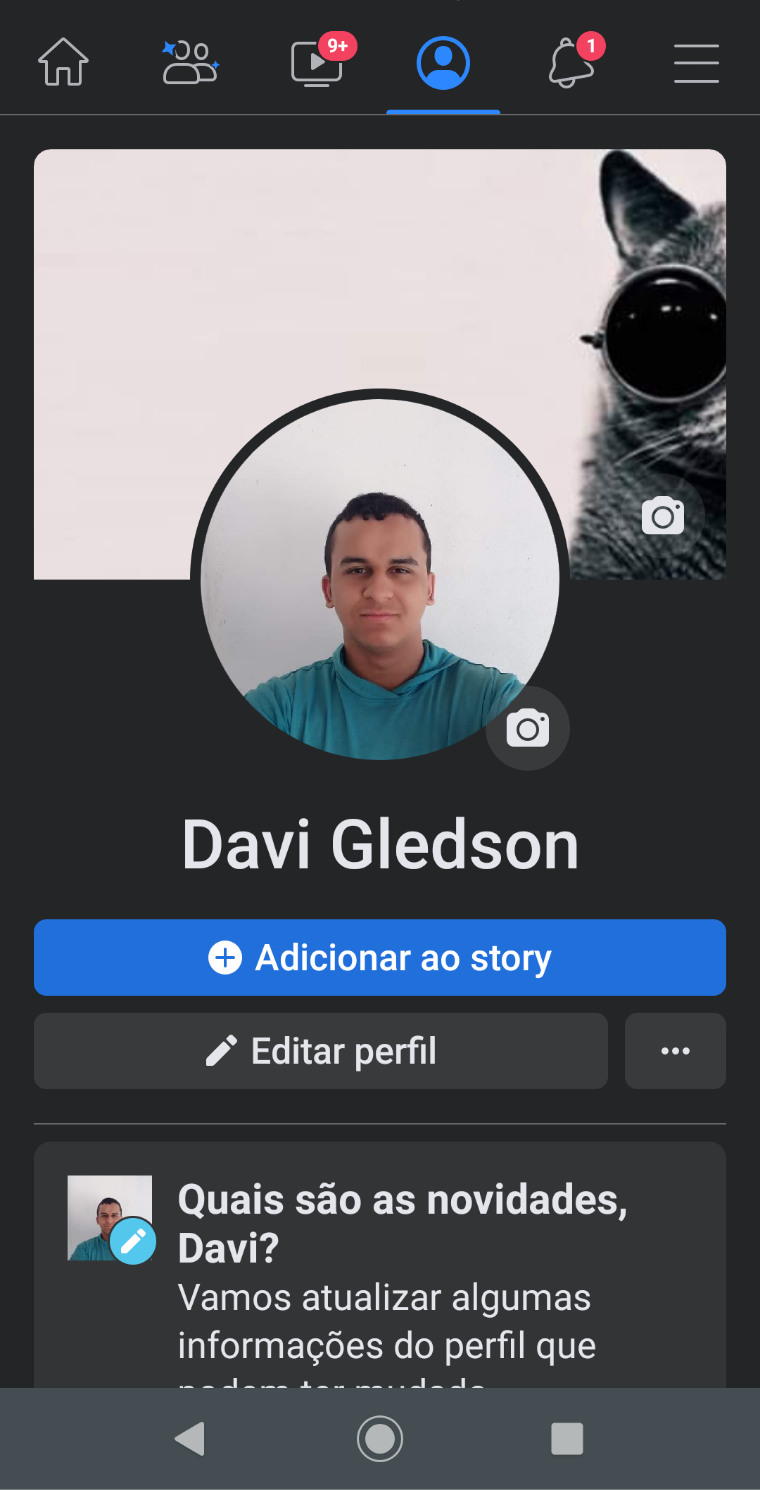 9+
1
Davi Gledson
Adicionar ao story
Editar perfil
Quais são as novidades,
Davi?
Vamos atualizar algumas
informações do perfil que